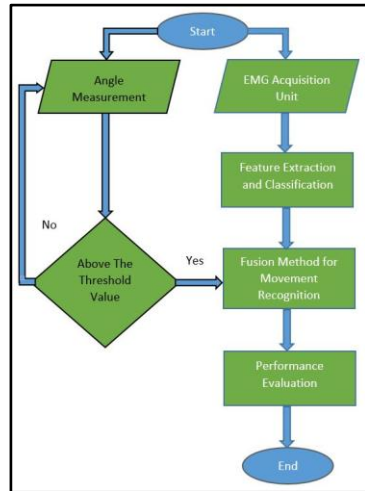 Start
Angle
Measurement
EMG Acquisition
Unit
Feature Extraction
and Classification
No
Above The
Threshold
Value
Yes
Fusion Method for
Movement
Recognition
Performance
Evaluation
End